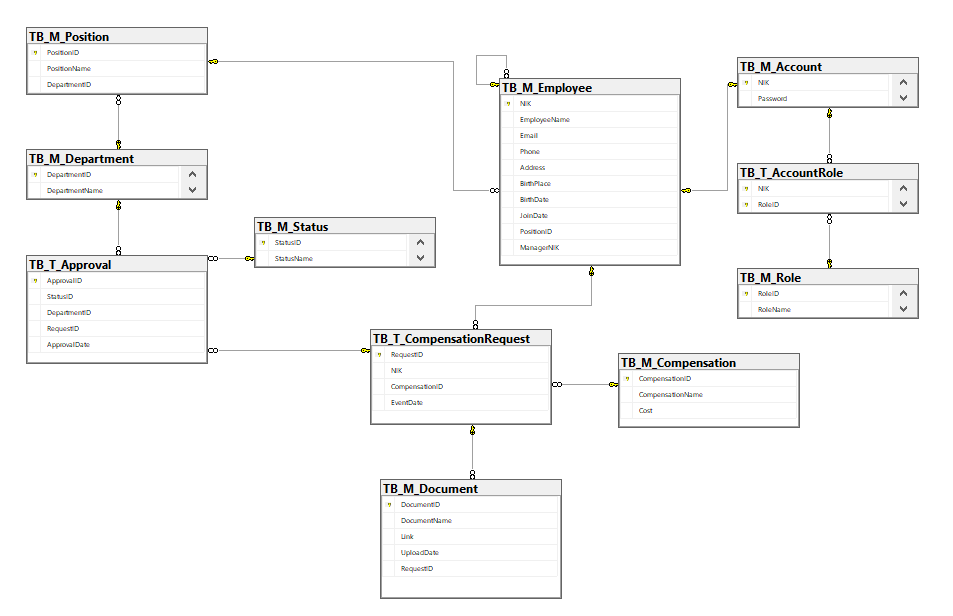 TB_M_Position
PositionID
PositionName
DepartmentID
TB_M_Department
DepartmentID
DepartmentName
TB_T_Approval
ApprovalID
StatusID
DepartmentID
RequestID
ApprovalDate
TB_M_Status
StatusID
StatusName
TB_M_Employee
NIK
EmployeeName
Email
Phone
Address
BirthPlace
BirthDate
JoinDate
PositionID
ManagerNIK
TB_M_Account
NIK
Password
TB_T_AccountRole
NIK
RoleID
TB_M_Role
RoleID
RoleName
TB_T_CompensationRequest
RequestID
NIK
CompensationID
EventDate
TB_M_Compensation
CompensationID
CompensationName
Cost
TB_M_Document
DocumentID
DocumentName
Link
UploadDate
RequestID